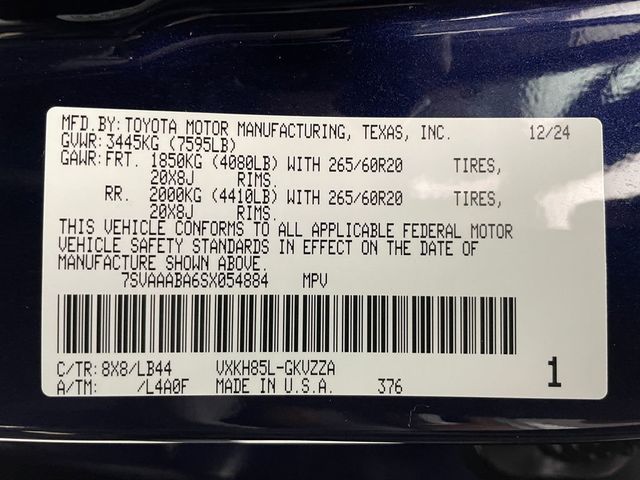 MFD.BY: TOYOTA MOTOR MANUFACTURING, TEXAS, INC. 12/24
GVWR: 3445KG (7595LB)
GAWR: FRT. 1850KG (4080LB) WITH 265/60R20 TIRES,
20X8J RIMS.
RR. 2000KG (4410LB) WITH 265/60R20 TIRES,
20X8J RIMS.
THIS VEHICLE CONFORMS TO ALL APPLICABLE FEDERAL MOTOR
VEHICLE SAFETY STANDARDS IN EFFECT ON THE DATE OF
MANUFACTURE SHOWN ABOVE.
7SVAAABA6SX054884 MPV
C/TR: 8X8/LB44 VXKH85L-GKVZZA
A/TM: /L4A0F MADE IN U.S.A. 376 1